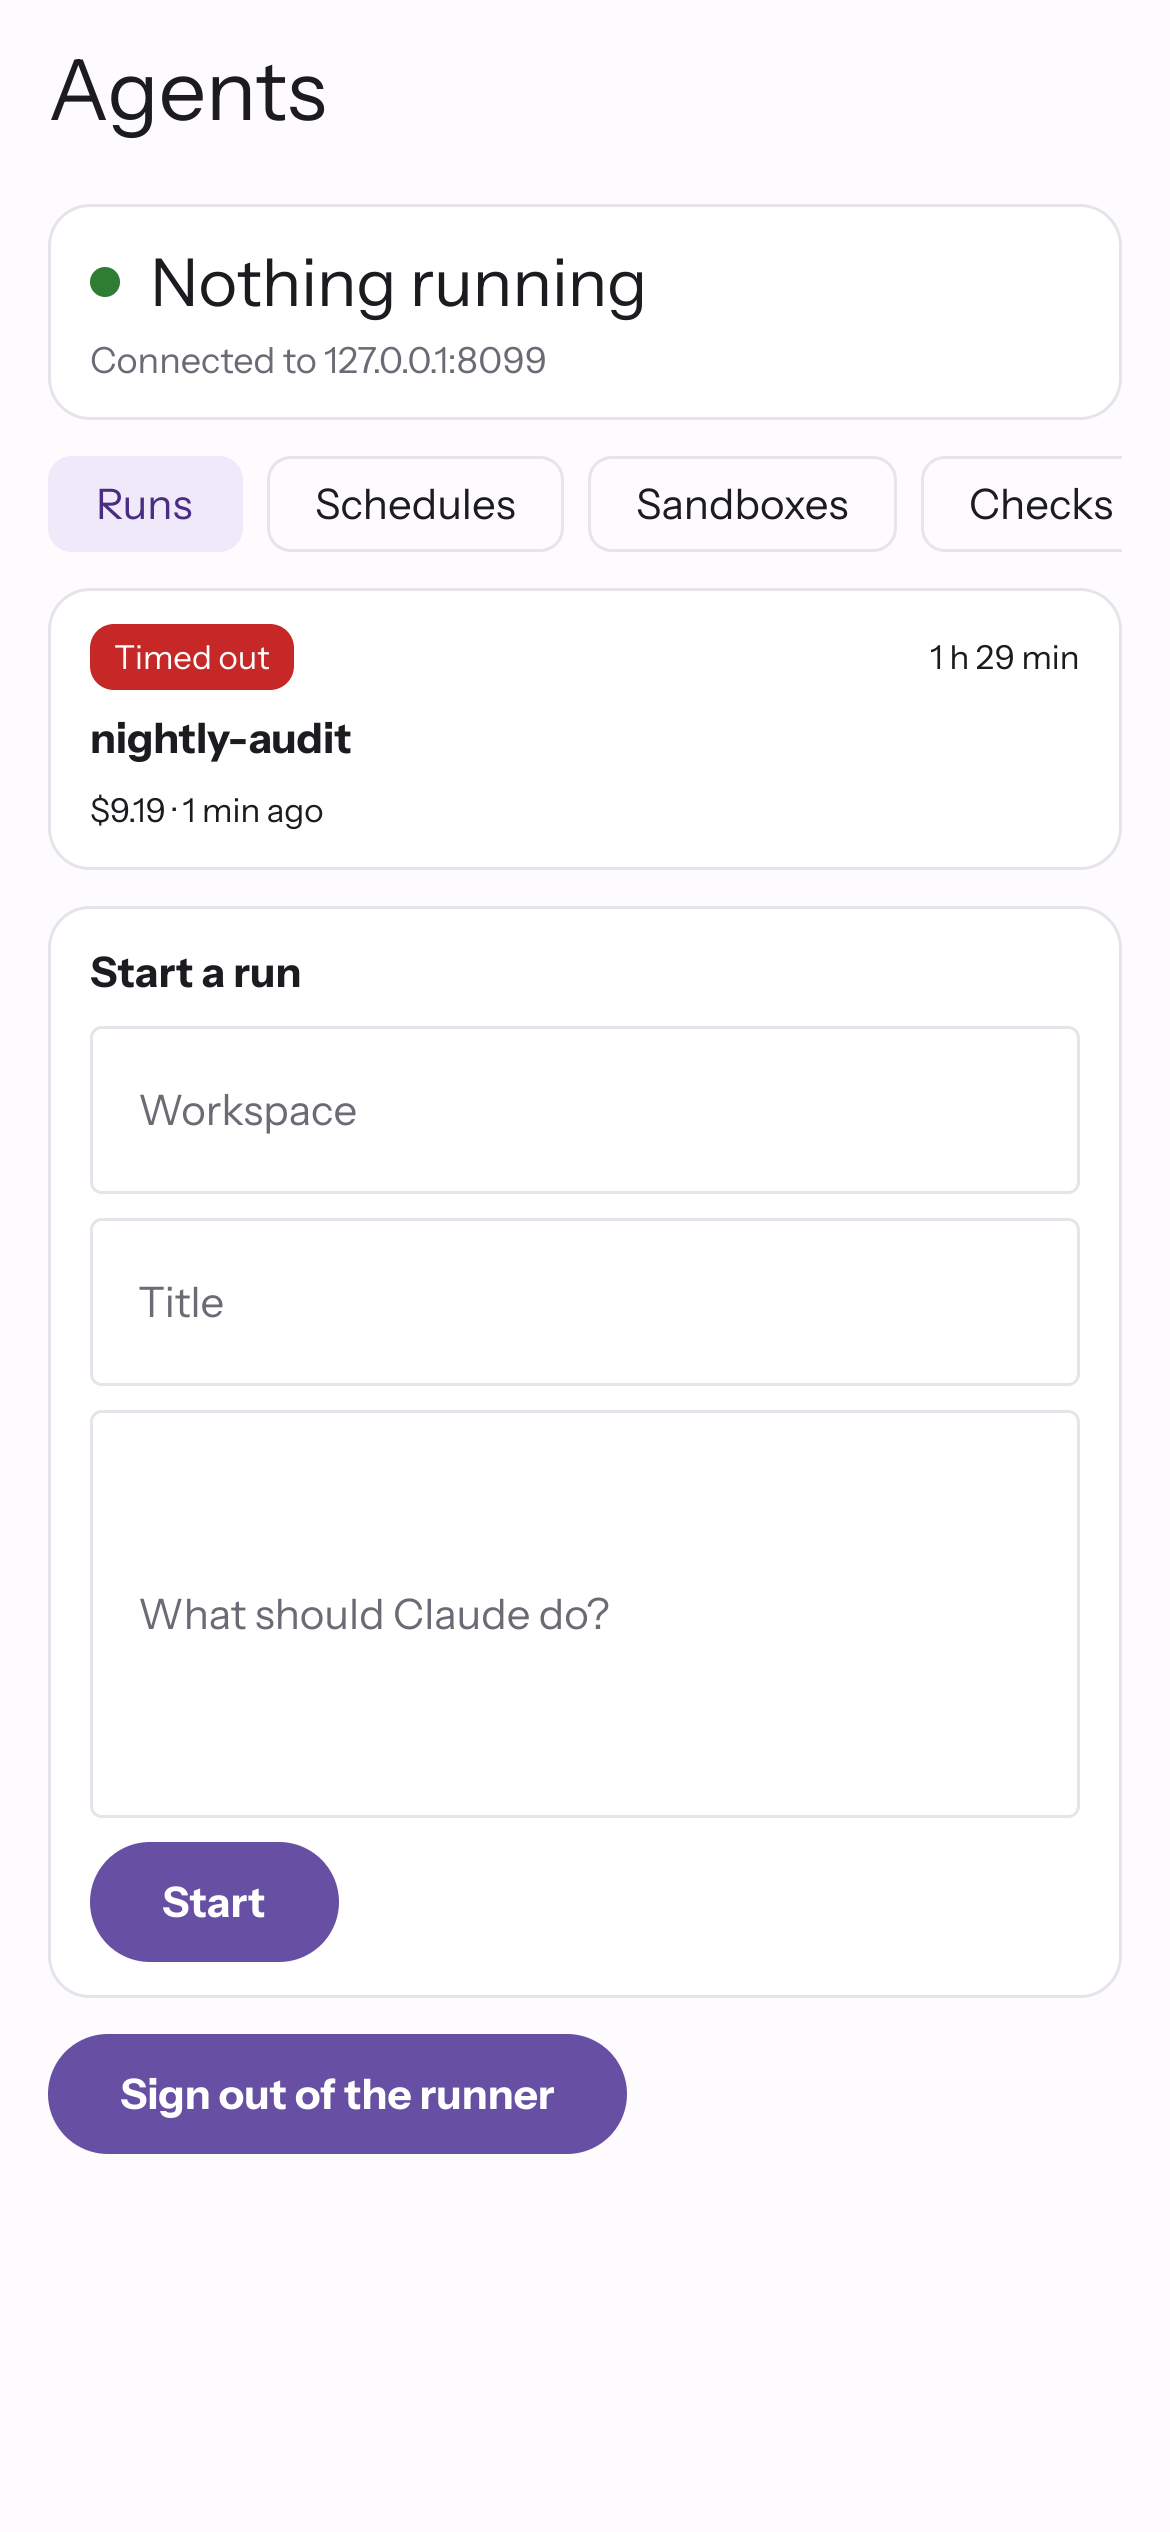 Agents
Nothing running
Connected to 127.0.0.1:8099
Runs
Schedules
Sandboxes
Checks
Timed out
1 h 29 min
nightly-audit
$9.19 · 1 min ago
Start a run
Workspace
Title
What should Claude do?
Start
Sign out of the runner